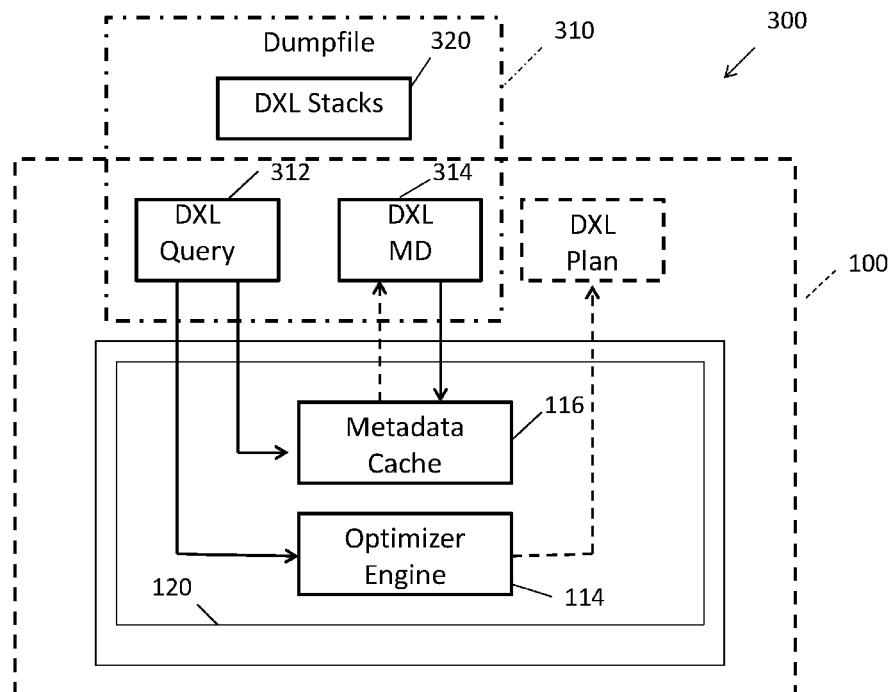 300
Dumpfile
320
310
DXL Stacks
312
314
DXL
Query
DXL
MD
DXL
Plan
100
Metadata
Cache
116
Optimizer
Engine
120
114